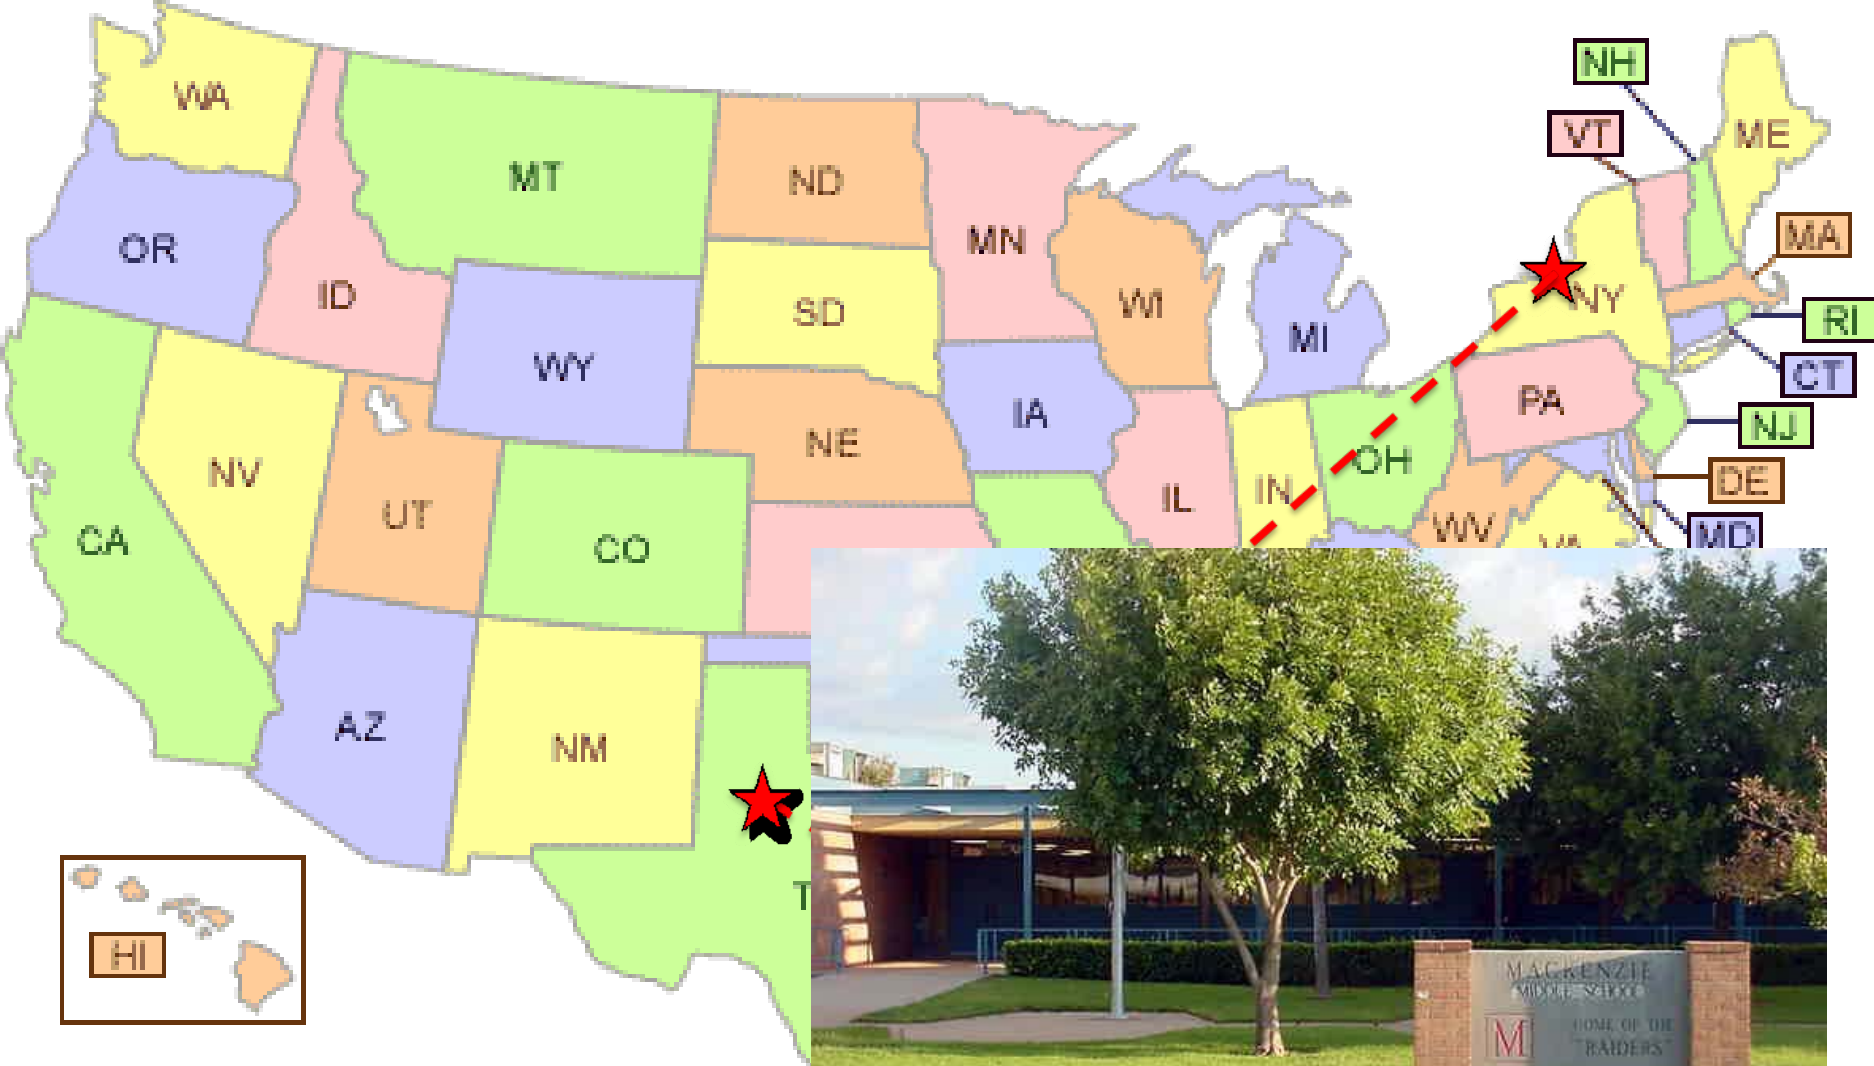 NH
WA
VT
ME
MT
ND
OR
MN
MA
ID
WI
NY
SD
RI
MI
WY
CT
IA
PA
NE
NJ
NV
OH
IN
DE
UT
IL
WV
CA
CO
VA
MD
AZ
NM
T
HI
MACKENZIE
MIDDLE SCHOOL
M
HOME OF THE
"RAIDERS"